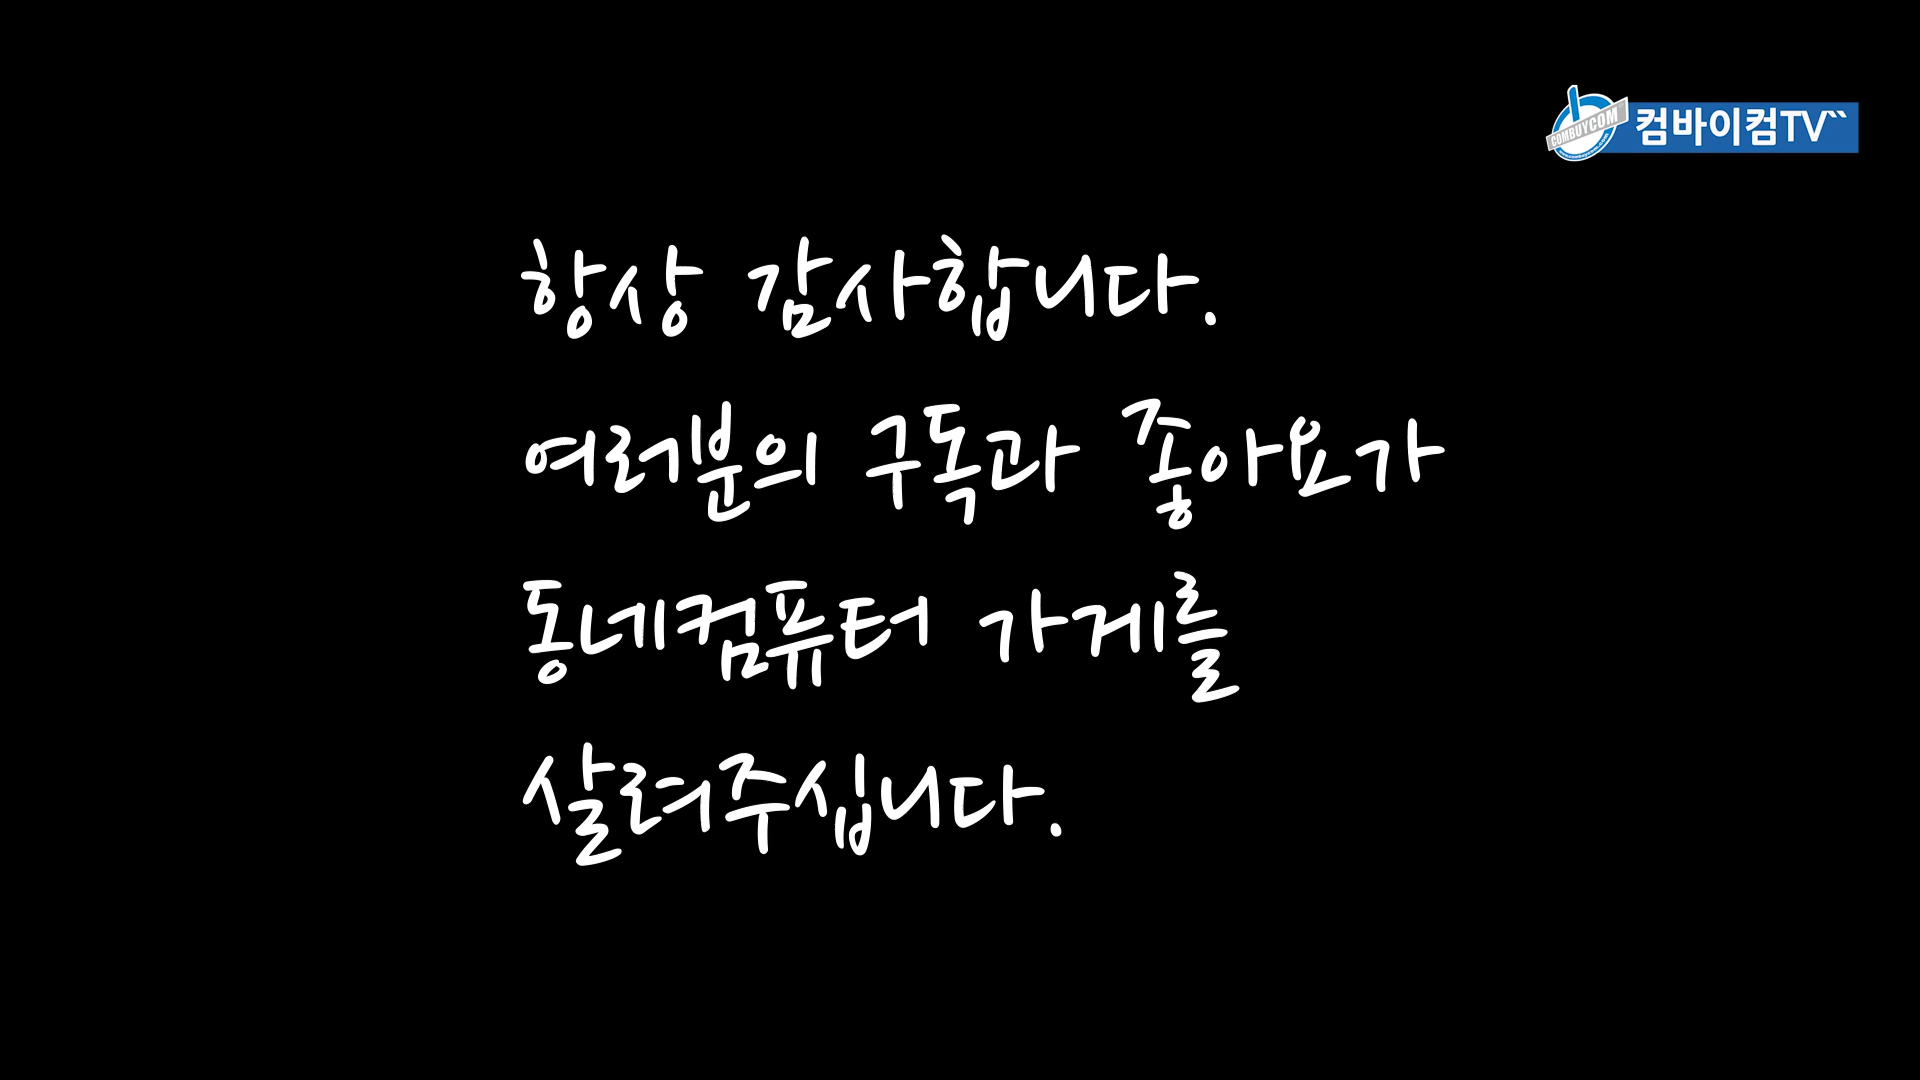 컴바이컴TV``
COMBUYCOM
항상 감사합니다.
여러분의 구독과 좋아요가
동네컴퓨터 가게를
살려주십니다.